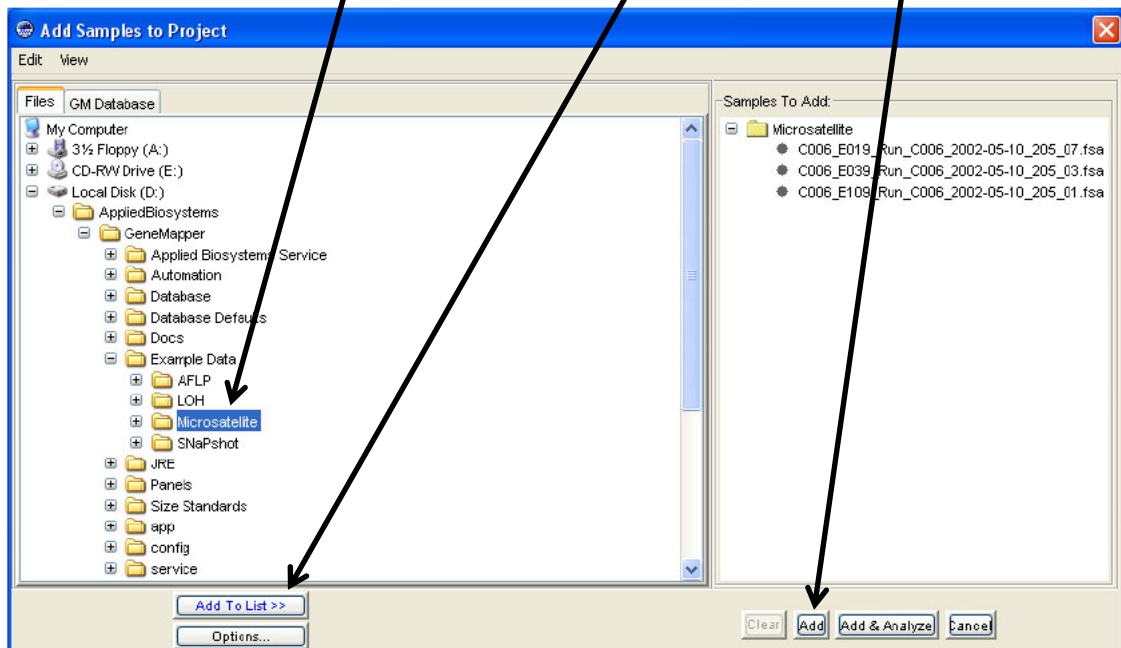 Add Samples to Project
Edit View
Files GM Database
My Computer
3½ Floppy (A:)
CD-RW Drive (E:)
Local Disk (D:)
AppliedBiosystems
GeneMapper
Applied Biosystems Service
Automation
Database
Database Defaults
Docs
Example Data
AFLP
LOH
Microsatellite
SNaPshot
JRE
Panels
Size Standards
app
config
service
Add To List >>
Options...
Samples To Add:
Microsatellite
C006_E019_Run_C006_2002-05-10_205_07.fsa
C006_E039_Run_C006_2002-05-10_205_03.fsa
C006_E109_Run_C006_2002-05-10_205_01.fsa
Clear Add Add & Analyze Cancel